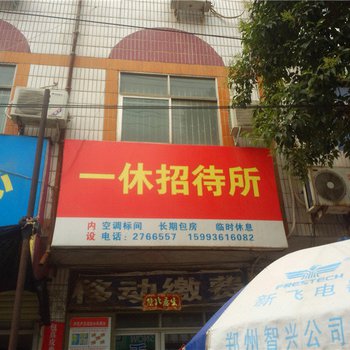 一休招待所
内设 空调标间 长期包房 临时休息
电话：2766557 15993616082
移动缴费
FRESTECH
新飞电
郑州智兴公司